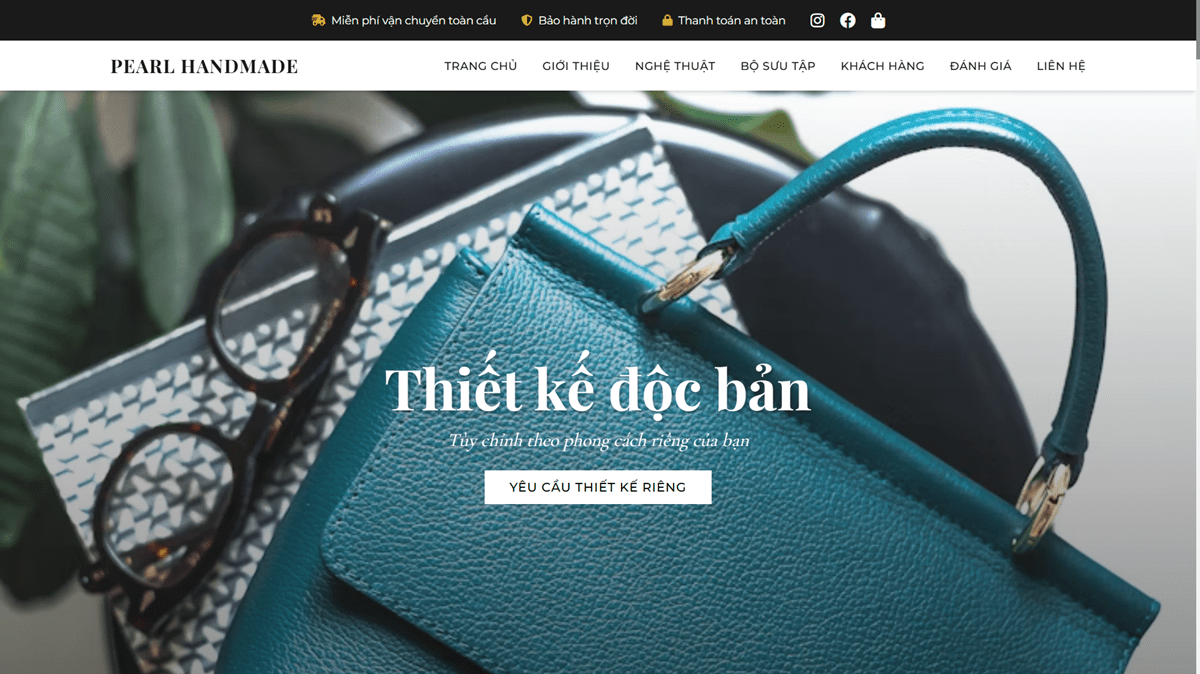 Miễn phí vận chuyển toàn cầu Bảo hành trọn đời Thanh toán an toàn
PEARL HANDMADE TRANG CHỦ GIỚI THIỆU NGHỆ THUẬT BỘ SƯU TẬP KHÁCH HÀNG ĐÁNH GIÁ LIÊN HỆ
Thiết kế độc bản
Tùy chỉnh theo phong cách riêng của bạn
YÊU CẦU THIẾT KẾ RIÊNG